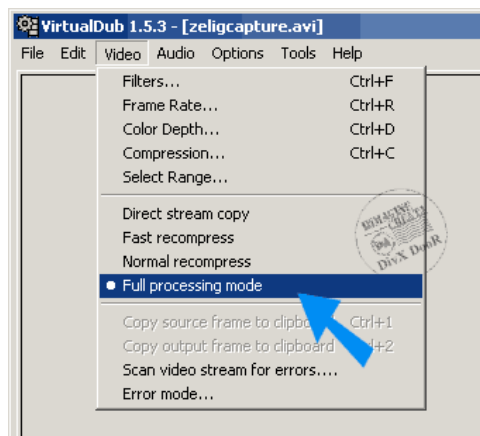 VirtualDub 1.5.3 - [zeligcapture.avi]
File Edit Video Audio Options Tools Help
Filters... Ctrl+F
Frame Rate... Ctrl+R
Color Depth... Ctrl+D
Compression... Ctrl+C
Select Range...
Direct stream copy
Fast recompress
Normal recompress
Full processing mode
Copy source frame to Ctrl+1
Copy output frame to clipboard
Scan video stream for errors....
Error mode...
DivX DooR